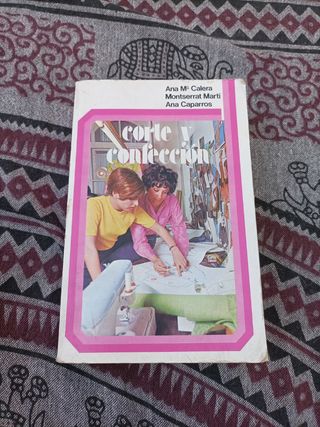 Ana Mª Calera
Montserrat Martí
Ana Caparros
corte y
confección